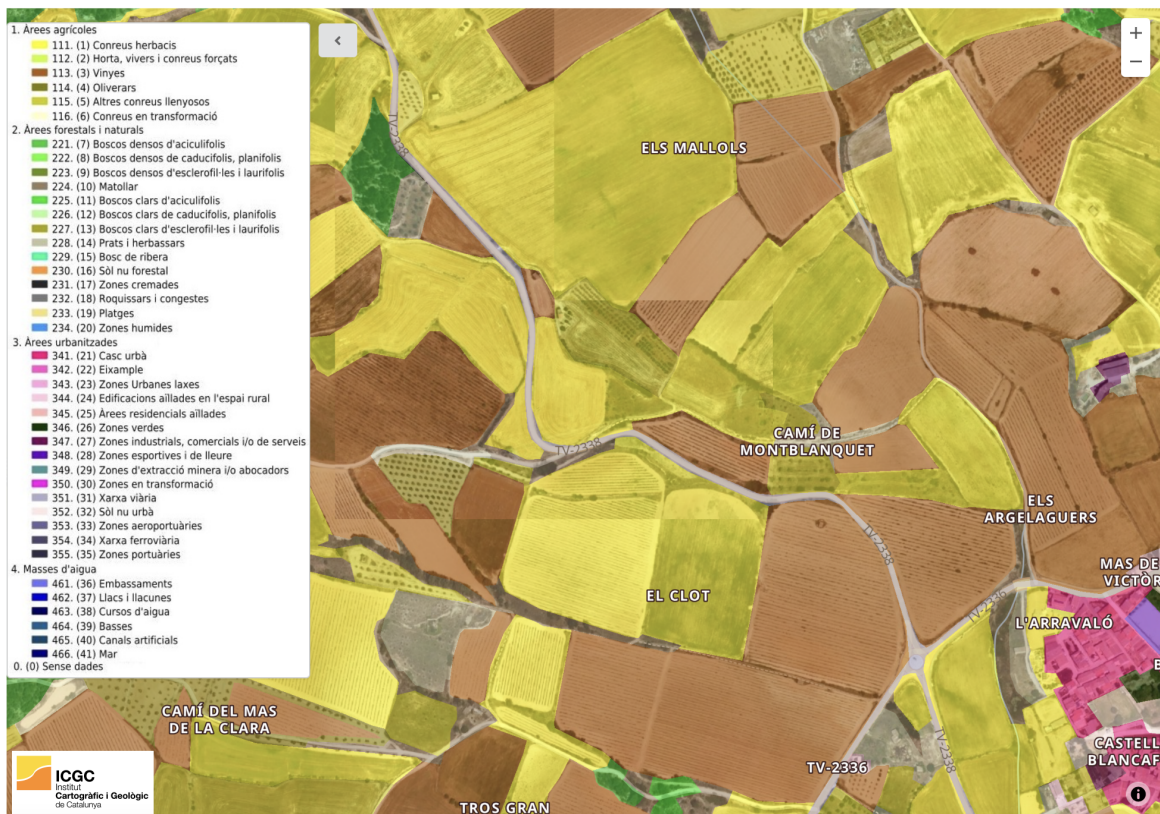 1. Àrees agrícoles
111. (1) Conreus herbacis
112. (2) Horta, vivers i conreus forçats
113. (3) Vinyes
114. (4) Oliverars
115. (5) Altres conreus llenyosos
116. (6) Conreus en transformació
2. Àrees forestals i naturals
221. (7) Boscos densos d'aciculifolis
222. (8) Boscos densos de caducifolis, planifolis
223. (9) Boscos densos d'esclerofil·les i laurifolis
224. (10) Matollar
225. (11) Boscos clars d'aciculifolis
226. (12) Boscos clars de caducifolis, planifolis
227. (13) Boscos clars d'esclerofil·les i laurifolis
228. (14) Prats i herbassars
229. (15) Bosc de ribera
230. (16) Sòl nu forestal
231. (17) Zones cremades
232. (18) Roquissars i congestes
233. (19) Platges
234. (20) Zones humides
3. Àrees urbanitzades
341. (21) Casc urbà
342. (22) Eixample
343. (23) Zones Urbanes laxes
344. (24) Edificacions aïllades en l'espai rural
345. (25) Àrees residencials aïllades
346. (26) Zones verdes
347. (27) Zones industrials, comercials i/o de serveis
348. (28) Zones esportives i de lleure
349. (29) Zones d'extracció minera i/o abocadors
350. (30) Zones en transformació
351. (31) Xarxa viària
352. (32) Sòl nu urbà
353. (33) Zones aeroportuàries
354. (34) Xarxa ferroviària
355. (35) Zones portuàries
4. Masses d'aigua
461. (36) Embassaments
462. (37) Llacs i llacunes
463. (38) Cursos d'aigua
464. (39) Basses
465. (40) Canals artificials
466. (41) Mar
0. (0) Sense dades
TV-2338
ELS MALLOLS
TV-2338
CAMÍ DE
MONTBLANQUET
ELS
ARGELAGUERS
TV-2338
MAS DE
VICTÒR
EL CLOT
TV-2336
L'ARRAVALÓ
B
CAMÍ DEL MAS
DE LA CLARA
TV-2338
CASTELL
BLANCAF
TV-2336
TROS GRAN
ICGC
Institut
Cartogràfic i Geològic
de Catalunya